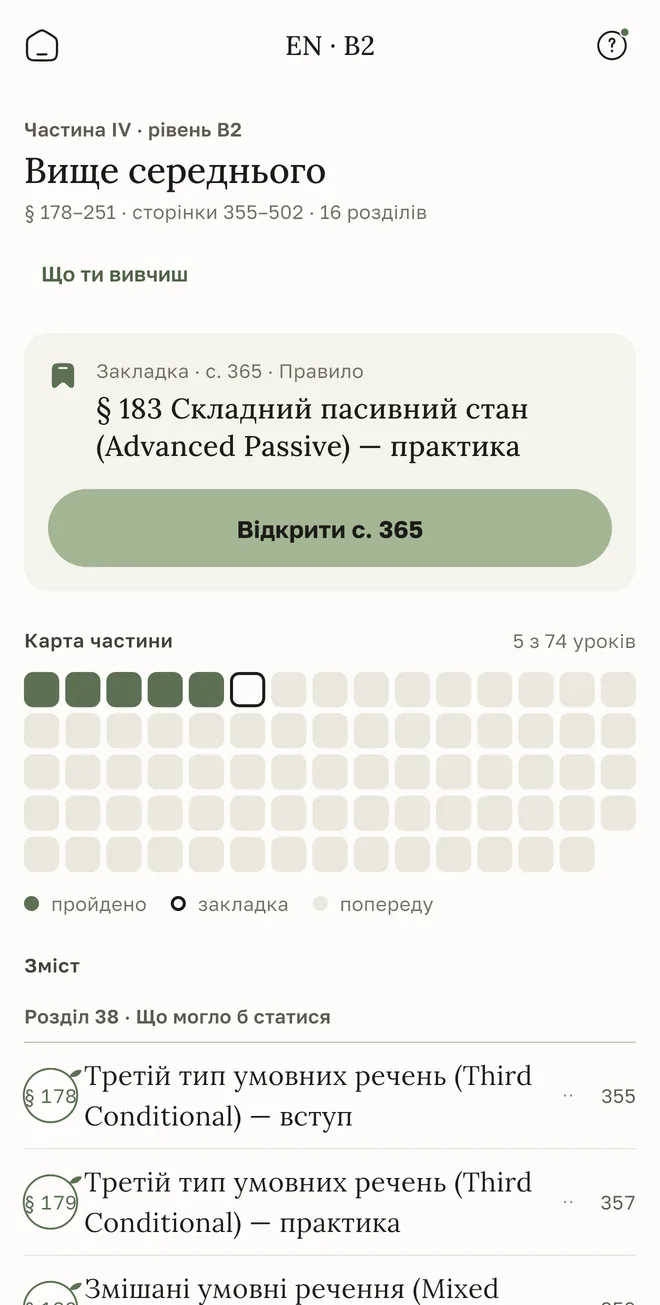 EN · B2
?
Частина IV · рівень B2
Вище середнього
§ 178–251 · сторінки 355–502 · 16 розділів
Що ти вивчиш
Закладка · с. 365 · Правило
§ 183 Складний пасивний стан
(Advanced Passive) — практика
Відкрити с. 365
Карта частини
5 з 74 уроків
пройдено
закладка
попереду
Зміст
Розділ 38 · Що могло б статися
§ 178 Третій тип умовних речень (Third ·· 355
Conditional) — вступ
§ 179 Третій тип умовних речень (Third ·· 357
Conditional) — практика
Змішані умовні речення (Mixed